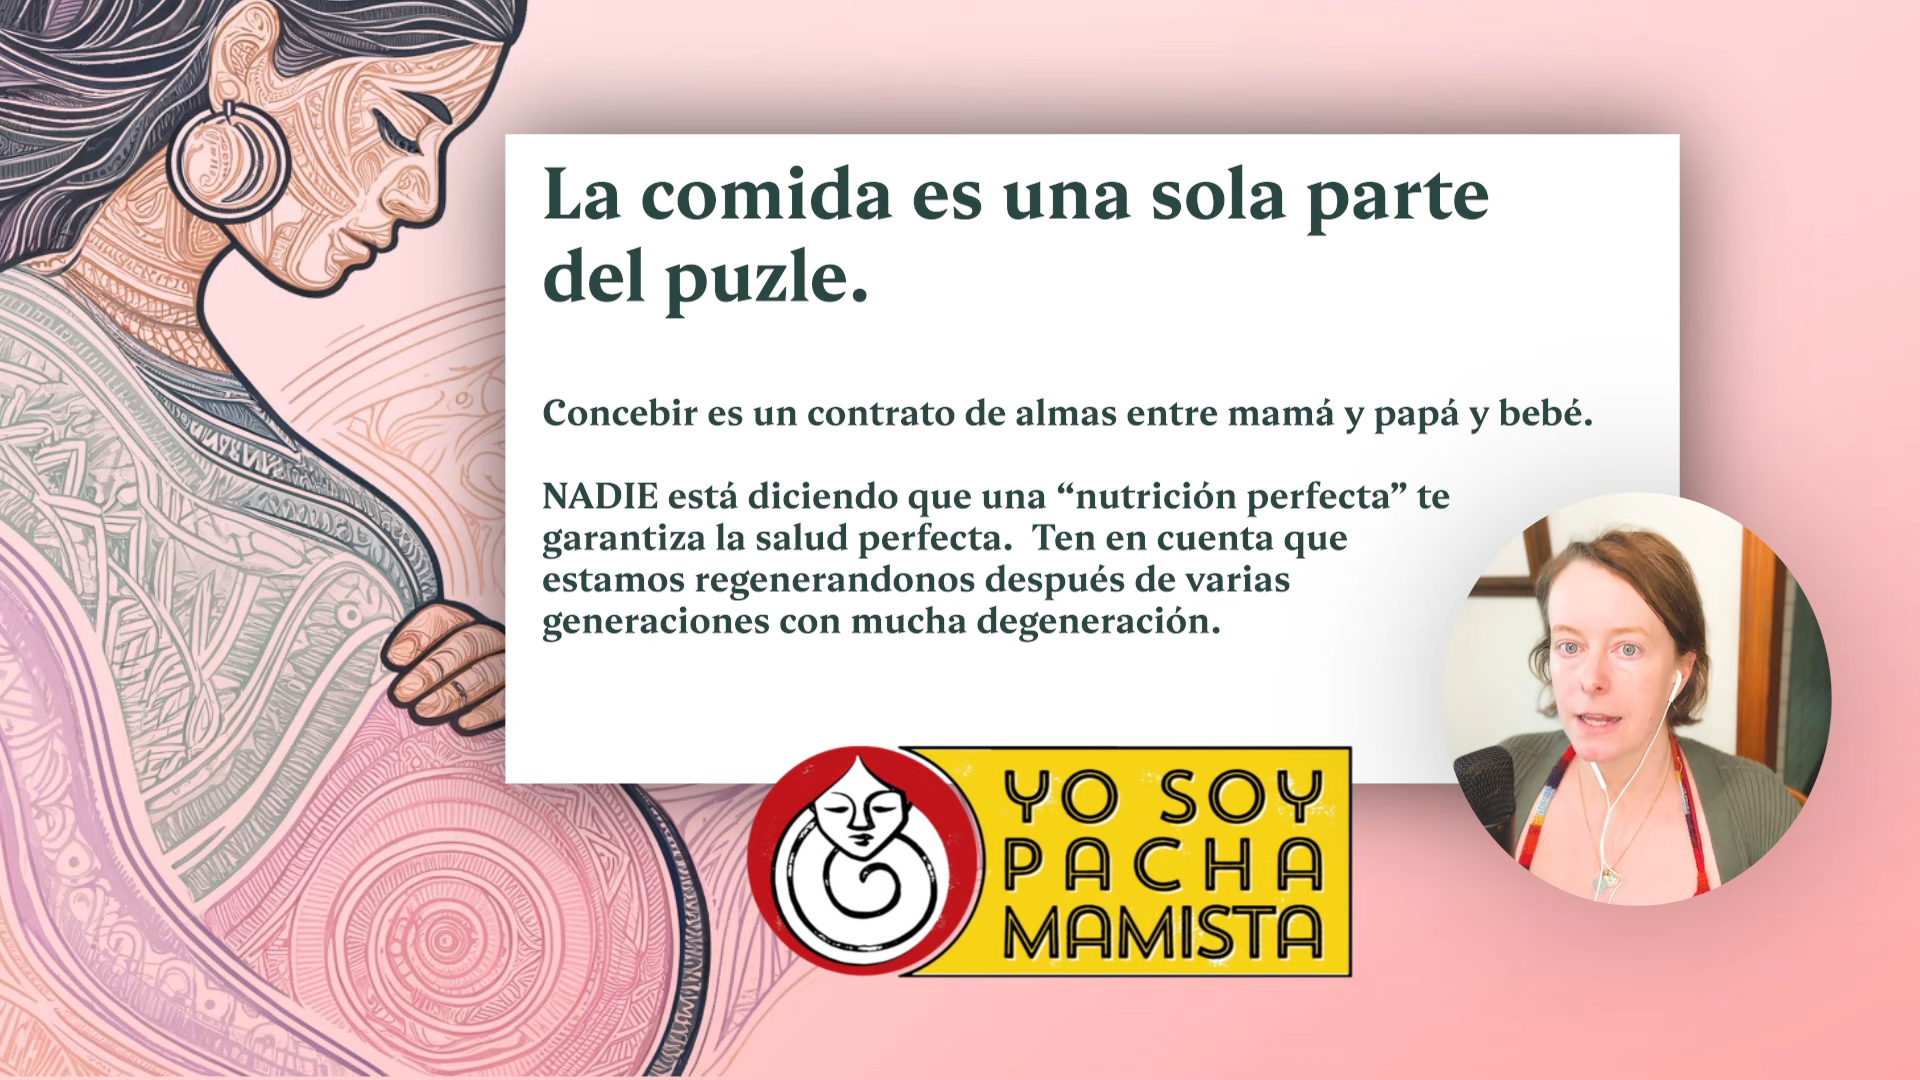 La comida es una sola parte
del puzle.
Concebir es un contrato de almas entre mamá y papá y bebé.
NADIE está diciendo que una “nutrición perfecta” te
garantiza la salud perfecta.  Ten en cuenta que
estamos regenerandonos después de varias
generaciones con mucha degeneración.
YO SOY
PACHA
MAMISTA